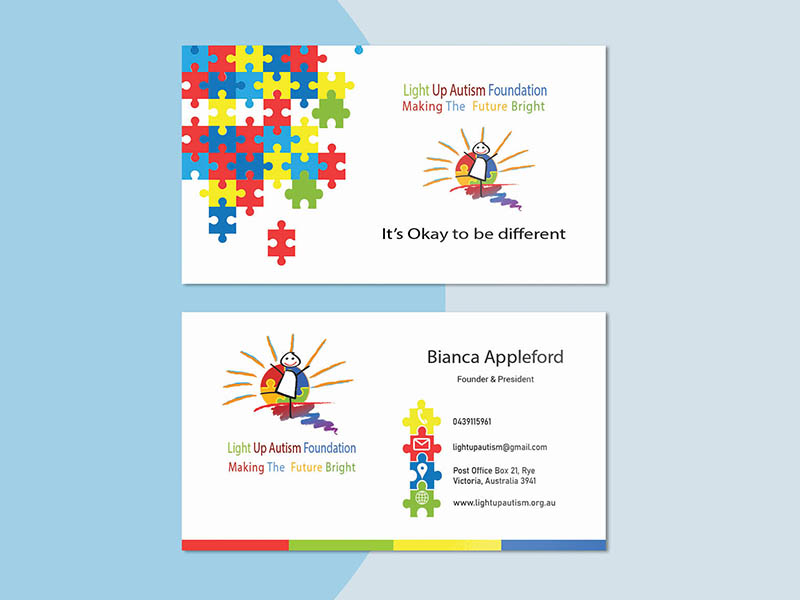 Light Up Autism Foundation
Making The Future Bright
It's Okay to be different
Light Up Autism Foundation
Making The Future Bright
Bianca Appleford
Founder & President
0439115961
lightupautism@gmail.com
Post Office Box 21, Rye
Victoria, Australia 3941
www.lightupautism.org.au